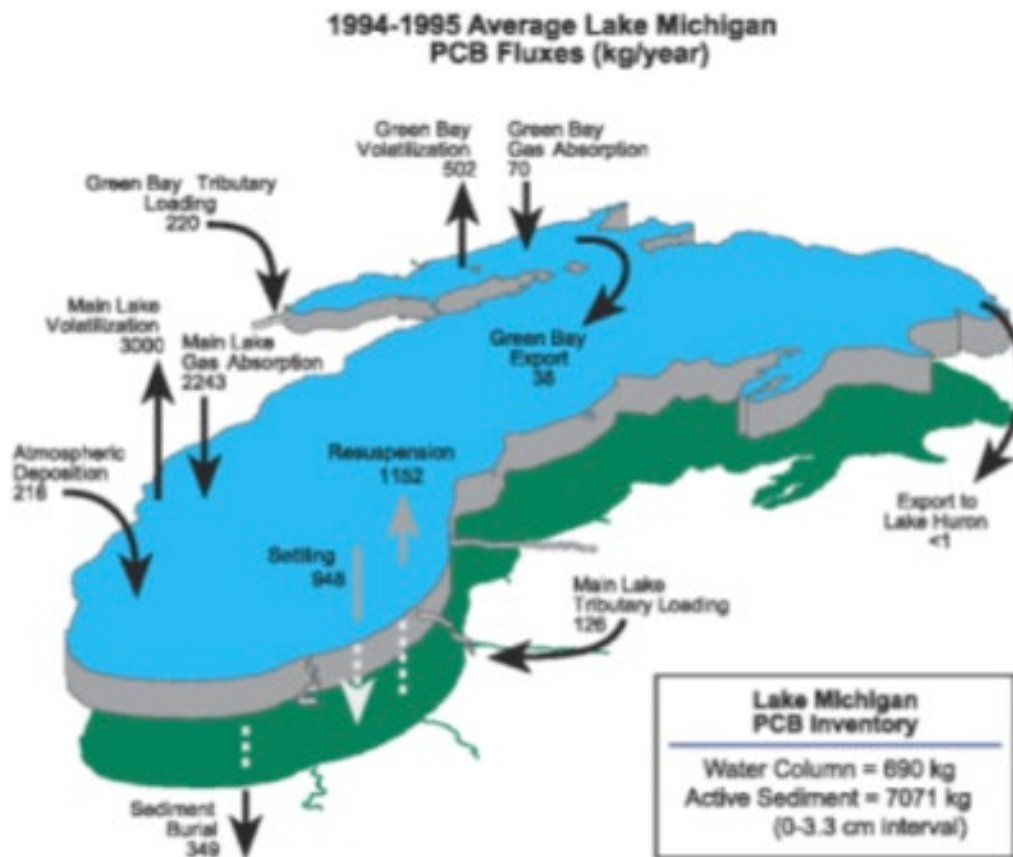 1994-1995 Average Lake Michigan
PCB Fluxes (kg/year)
Green Bay
Volatilization
502
Green Bay
Gas Absorption
70
Green Bay Tributary
Loading
220
Main Lake
Volatilization
3000
Main Lake
Gas Absorption
2243
Green Bay
Export
38
Atmospheric
Deposition
216
Resuspension
1152
Settling
948
Export to
Lake Huron
<1
Main Lake
Tributary Loading
126
Sediment
Burial
349
Lake Michigan
PCB Inventory
Water Column = 690 kg
Active Sediment = 7071 kg
(0-3.3 cm interval)